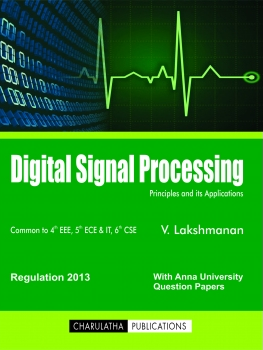 Digital Signal Processing
Principles and its Applications
Common to 4th EEE, 5th ECE & IT, 6th CSE
V. Lakshmanan
Regulation 2013
With Anna University
Question Papers
CHARULATHA PUBLICATIONS